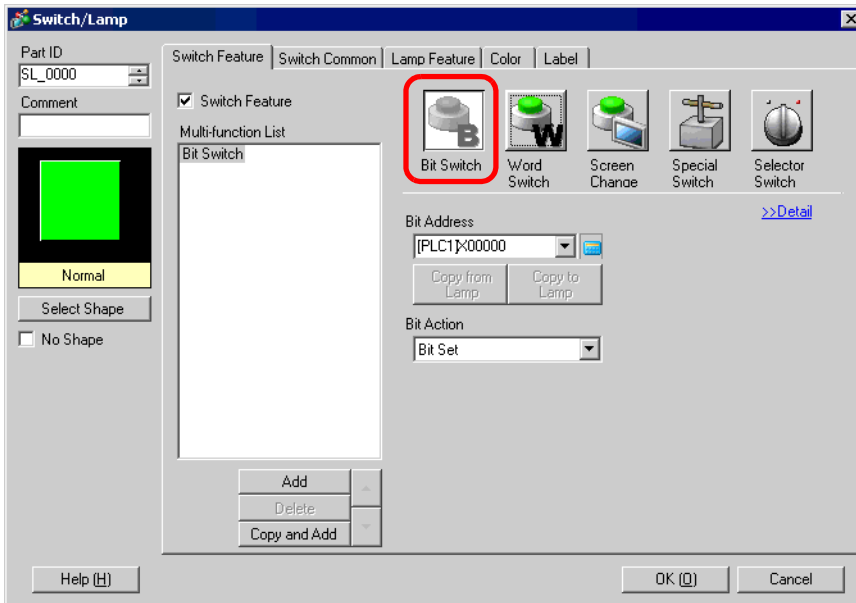 Switch/Lamp
Part ID
SL_0000
Comment
Normal
Select Shape
No Shape
Switch Feature
Switch Common
Lamp Feature
Color
Label
Switch Feature
Multi-function List
Bit Switch
Add
Delete
Copy and Add
B
Bit Switch
W
Word
Switch
Screen
Change
Special
Switch
Selector
Switch
>>Detail
Bit Address
[PLC1]X00000
Copy from
Lamp
Copy to
Lamp
Bit Action
Bit Set
Help (H)
OK (O)
Cancel